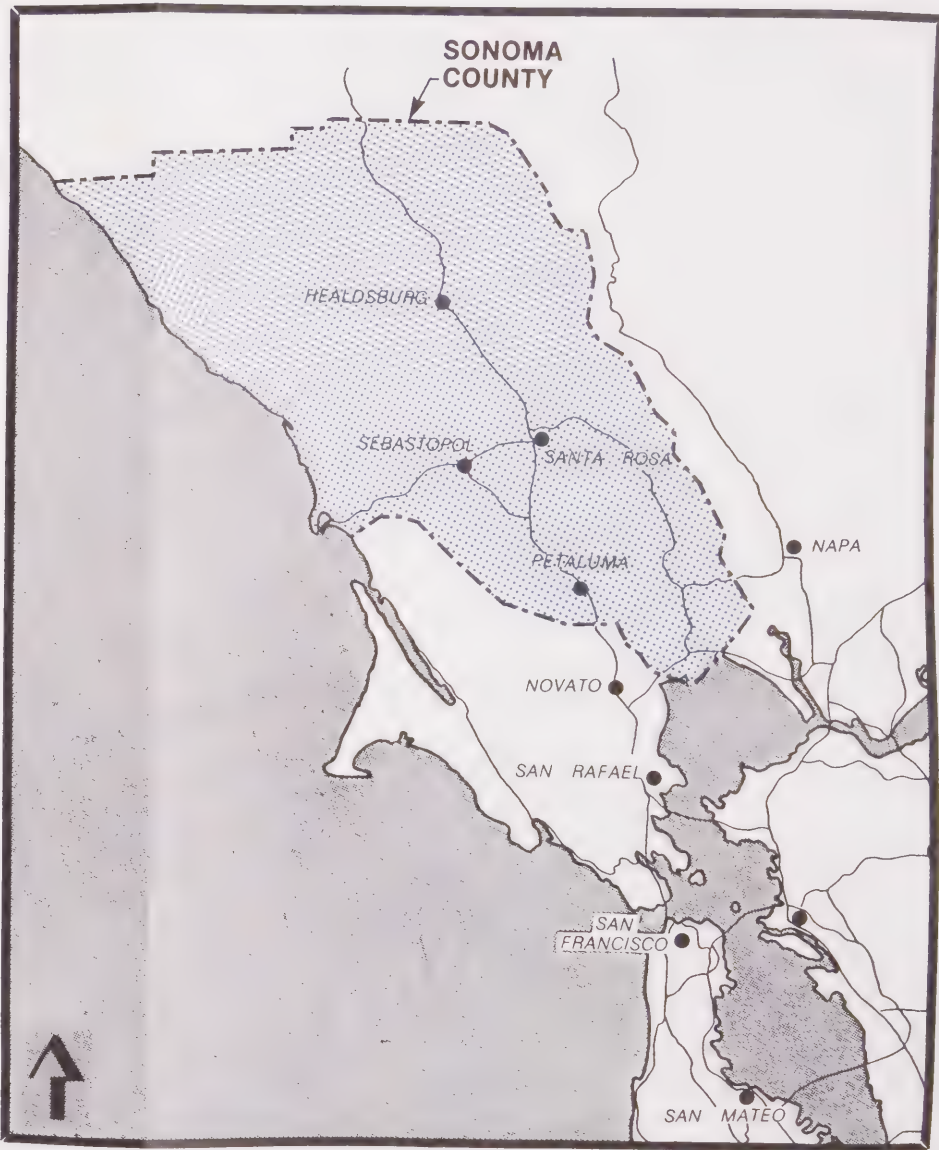 SONOMA
COUNTY
HEALDSBURG
SEBASTOPOL
SANTA ROSA
NAPA
PETALUMA
NOVATO
SAN RAFAEL
SAN
FRANCISCO
SAN MATEO